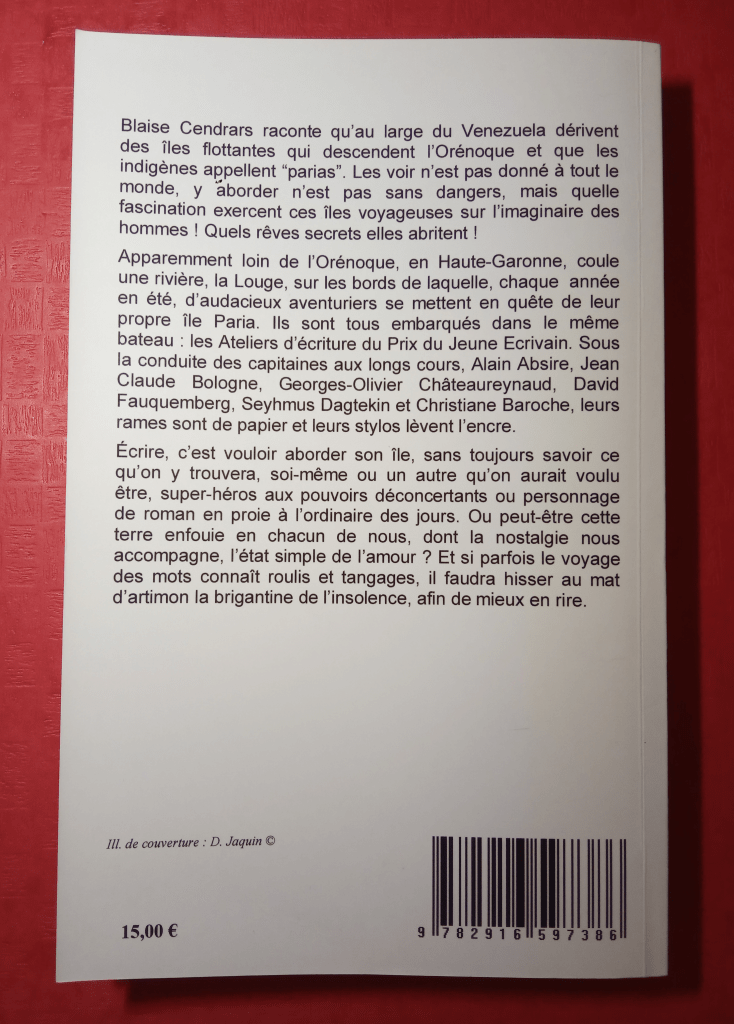 Blaise Cendrars raconte qu'au large du Venezuela dérivent
des îles flottantes qui descendent l'Orénoque et que les
indigènes appellent “parias”. Les voir n'est pas donné à tout le
monde, y aborder n'est pas sans dangers, mais quelle
fascination exercent ces îles voyageuses sur l'imaginaire des
hommes ! Quels rêves secrets elles abritent !
Apparemment loin de l'Orénoque, en Haute-Garonne, coule
une rivière, la Louge, sur les bords de laquelle, chaque année
en été, d'audacieux aventuriers se mettent en quête de leur
propre île Paria. Ils sont tous embarqués dans le même
bateau : les Ateliers d'écriture du Prix du Jeune Ecrivain. Sous
la conduite des capitaines aux longs cours, Alain Absire, Jean
Claude Bologne, Georges-Olivier Châteaureynaud, David
Fauquemberg, Seyhmus Dagtekin et Christiane Baroche, leurs
rames sont de papier et leurs stylos lèvent l'encre.
Écrire, c'est vouloir aborder son île, sans toujours savoir ce
qu'on y trouvera, soi-même ou un autre qu'on aurait voulu
être, super-héros aux pouvoirs déconcertants ou personnage
de roman en proie à l'ordinaire des jours. Ou peut-être cette
terre enfouie en chacun de nous, dont la nostalgie nous
accompagne, l'état simple de l'amour ? Et si parfois le voyage
des mots connaît roulis et tangages, il faudra hisser au mat
d'artimon la brigantine de l'insolence, afin de mieux en rire.
Ill. de couverture : D. Jaquin ©
15,00 €
9 782916 597386